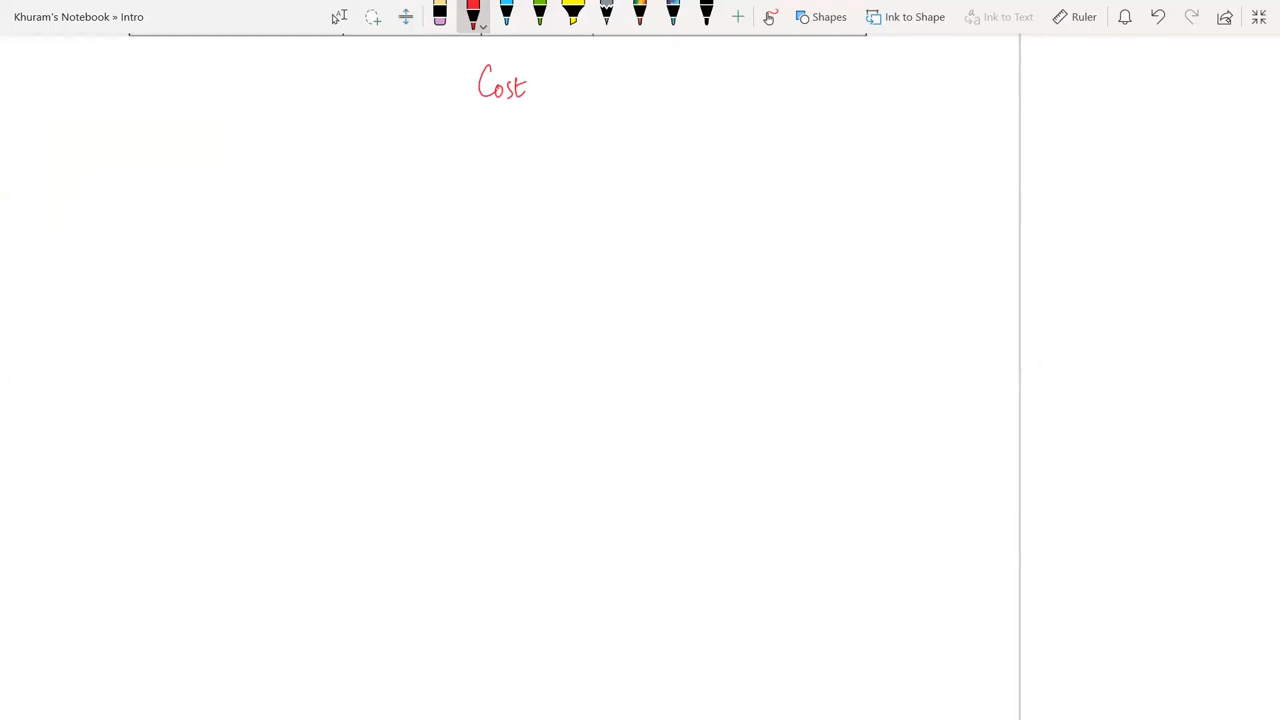 Khuram's Notebook » Intro
Shapes
Ink to Shape
Ink to Text
Ruler
Cost